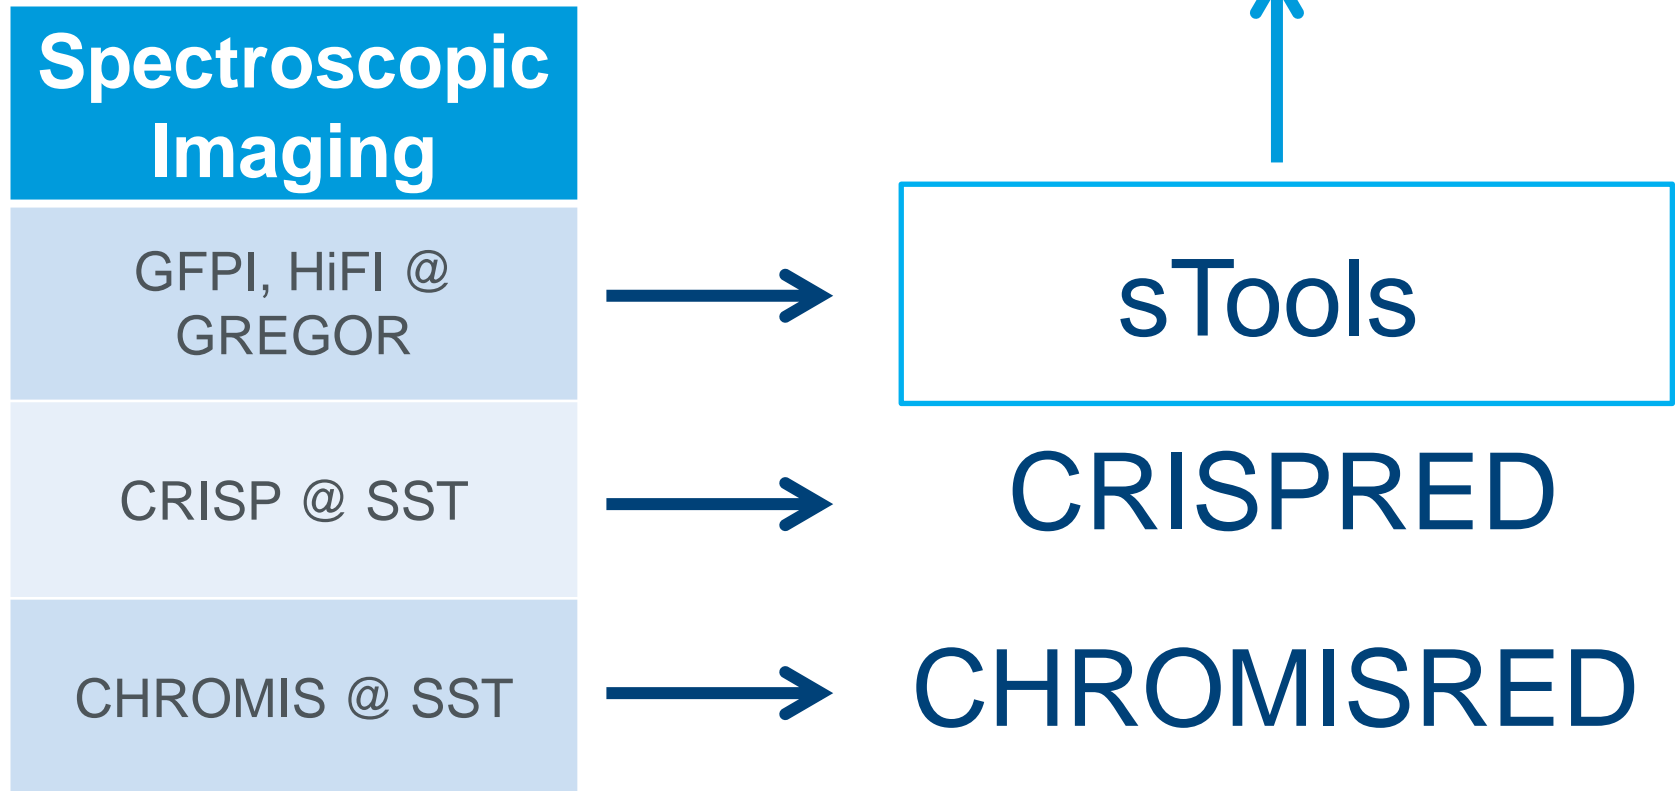 Spectroscopic
Imaging
GFPI, HiFI @
GREGOR
sTools
CRISP @ SST
CRISPRED
CHROMIS @ SST
CHROMISRED